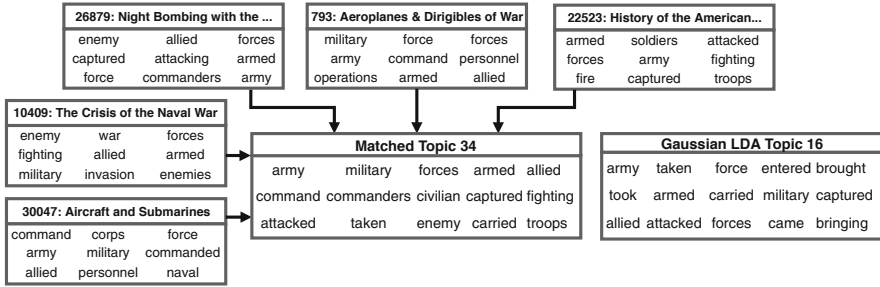 26879: Night Bombing with the ...
enemy allied forces
captured attacking armed
force commanders army
793: Aeroplanes & Dirigibles of War
military force forces
army command personnel
operations armed allied
22523: History of the American...
armed soldiers attacked
forces army fighting
fire captured troops
10409: The Crisis of the Naval War
enemy war forces
fighting allied armed
military invasion enemies
30047: Aircraft and Submarines
command corps force
army military commanded
allied personnel naval
Matched Topic 34
army military forces armed allied
command commanders civilian captured fighting
attacked taken enemy carried troops
Gaussian LDA Topic 16
army taken force entered brought
took armed carried military captured
allied attacked forces came bringing